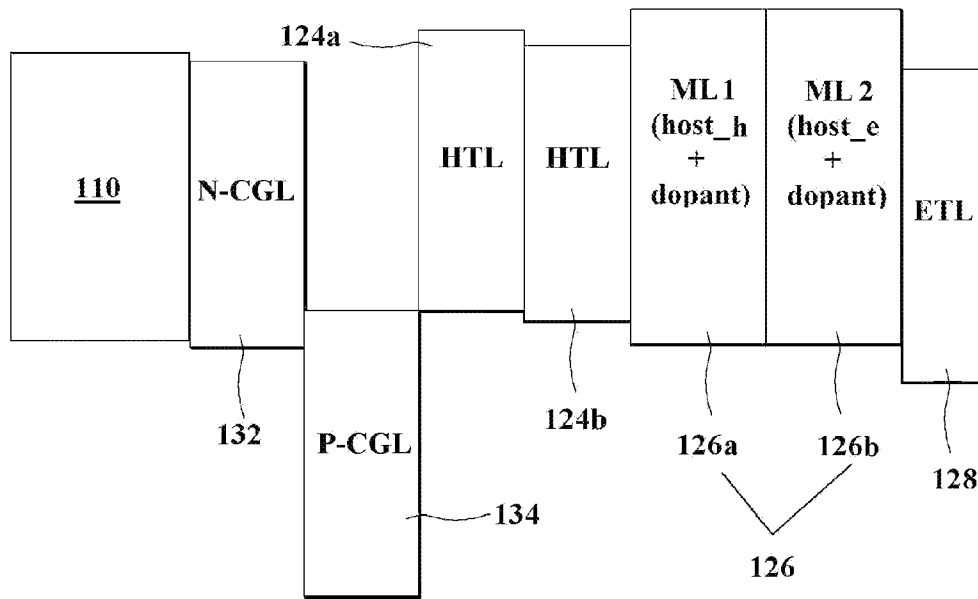 124a
110
N-CGL
HTL
HTL
ML 1
(host_h
+
dopant)
ML 2
(host_e
+
dopant)
ETL
132
P-CGL
134
124b
126a
126b
128
126